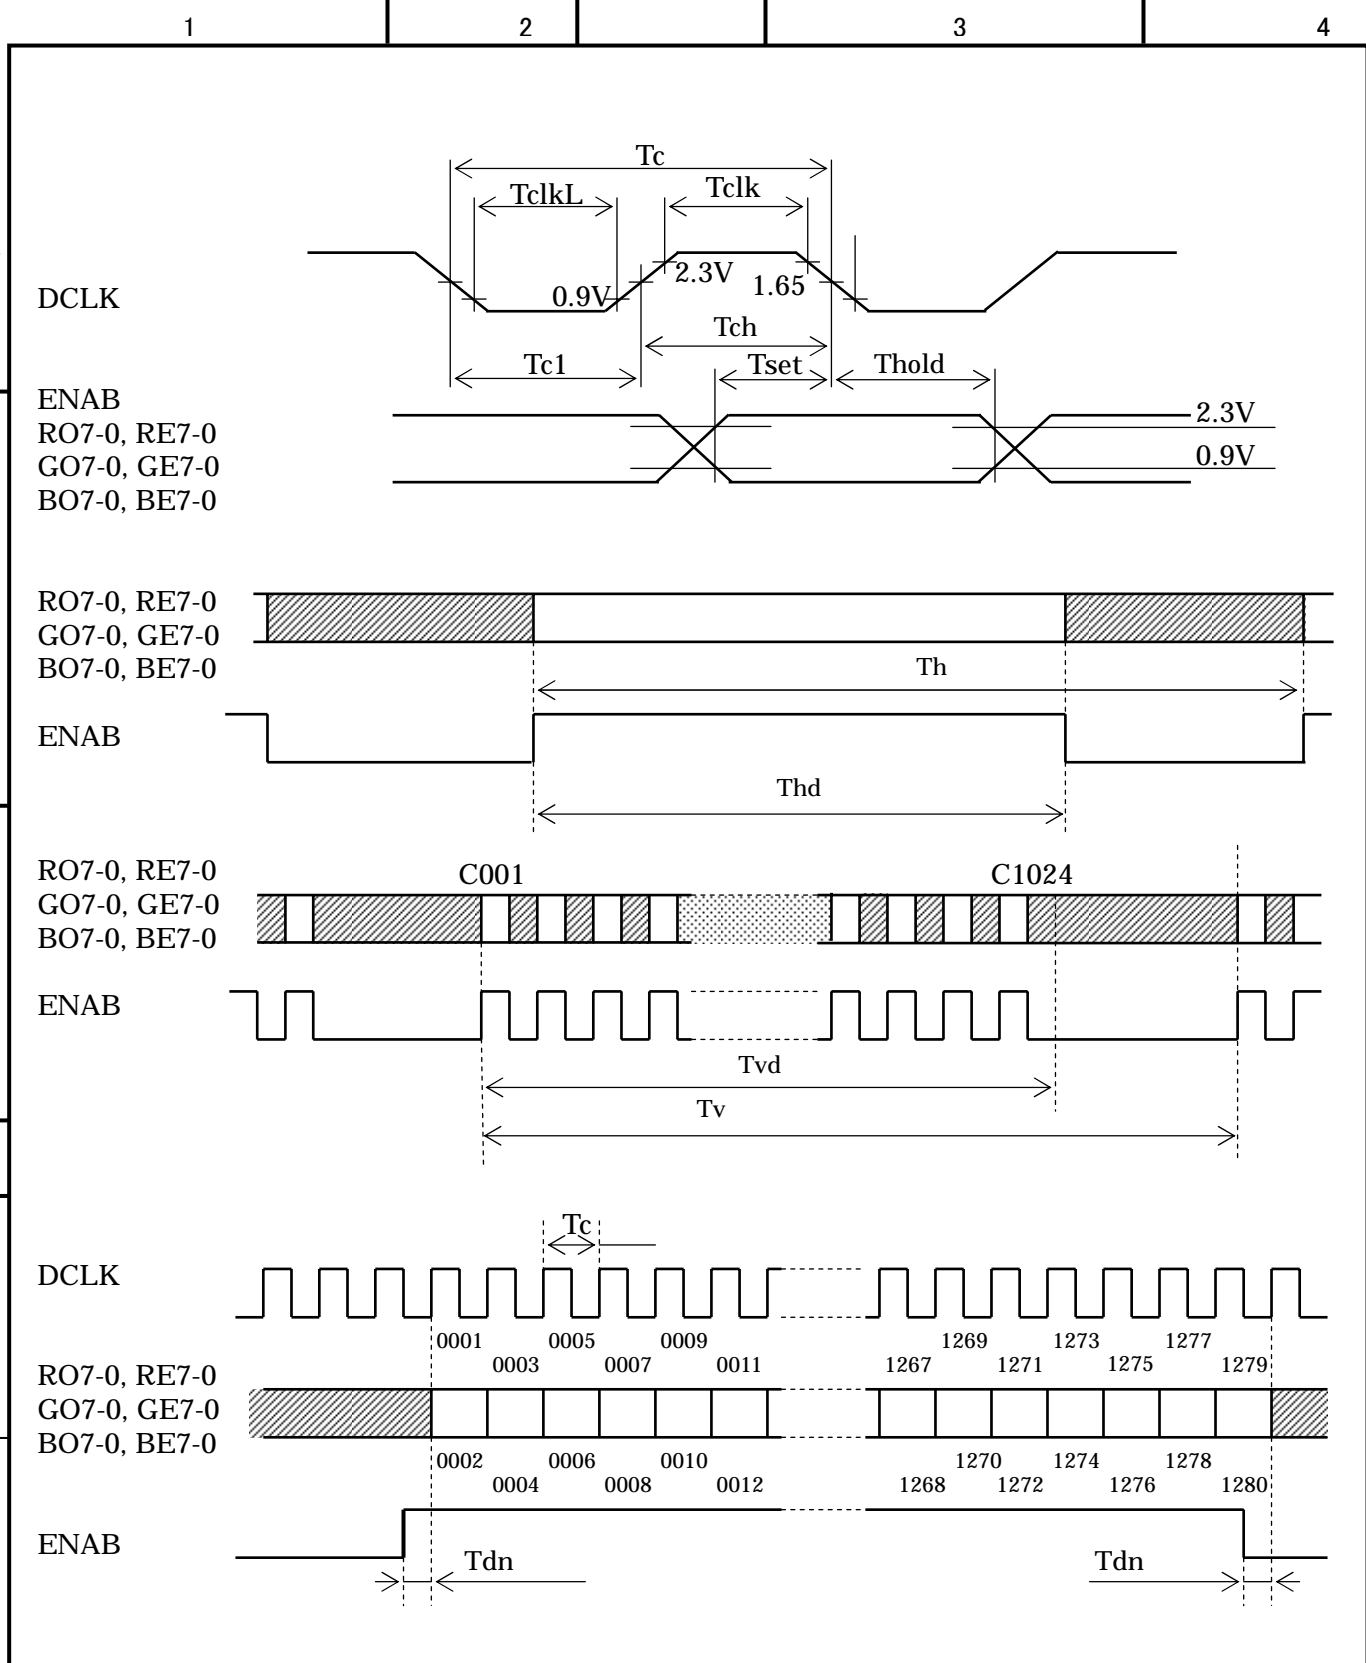 1 2 3 4
Tc
TclkL Tclk
DCLK
0.9V 2.3V 1.65
Tch
Tc1 Tset Thold
ENAB
RO7-0, RE7-0
GO7-0, GE7-0
BO7-0, BE7-0
2.3V
0.9V
RO7-0, RE7-0
GO7-0, GE7-0
BO7-0, BE7-0
Th
ENAB
Thd
RO7-0, RE7-0
GO7-0, GE7-0
BO7-0, BE7-0
C001 C1024
ENAB
Tvd
Tv
Tc
DCLK
0001 0005 0009 1269 1273 1277
0003 0007 0011 1267 1271 1275 1279
RO7-0, RE7-0
GO7-0, GE7-0
BO7-0, BE7-0
0002 0006 0010 1270 1274 1278
0004 0008 0012 1268 1272 1276 1280
ENAB
Tdn Tdn